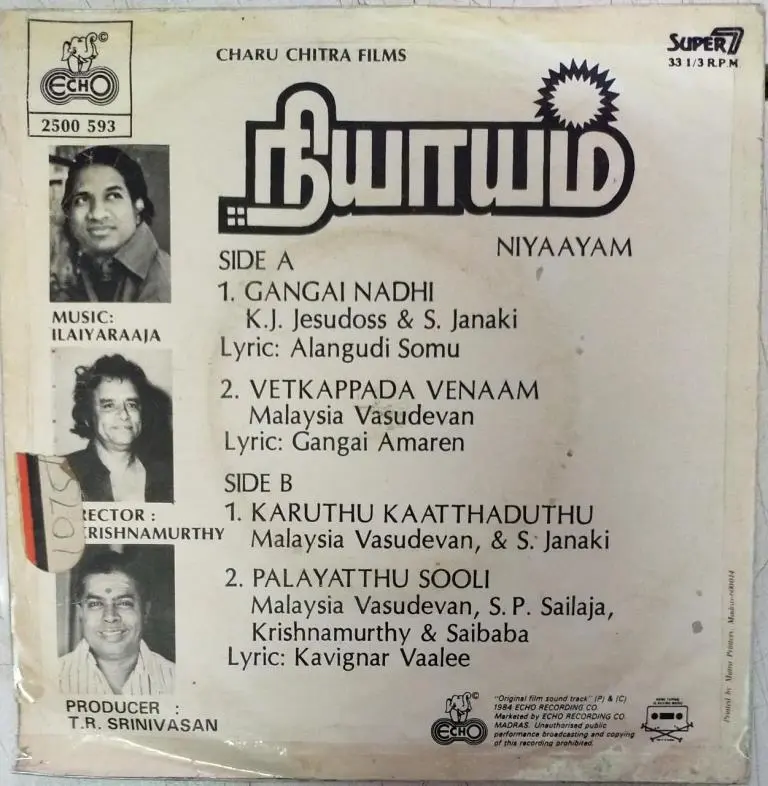 ECHO
2500 593
CHARU CHITRA FILMS
SUPER 7
33 1/3 R.P.M
நியாயம்
NIYAAYAM
MUSIC:
ILAIYARAAJA
RECTOR :
KRISHNAMURTHY
PRODUCER :
T.R. SRINIVASAN
SIDE A
1. GANGAI NADHI
K.J. Jesudoss & S. Janaki
Lyric: Alangudi Somu
2. VETKAPPADA VENAAM
Malaysia Vasudevan
Lyric: Gangai Amaren
SIDE B
1. KARUTHU KAATTHADUTHU
Malaysia Vasudevan, & S. Janaki
2. PALAYATTHU SOOLI
Malaysia Vasudevan, S.P. Sailaja,
Krishnamurthy & Saibaba
Lyric: Kavignar Vaalee
ECHO
"Original film sound track" (P) & (C)
1984 ECHO RECORDING CO.
Marketed by ECHO RECORDING CO.
MADRAS. Unauthorised public
performance broadcasting and copying
of this recording prohibited.